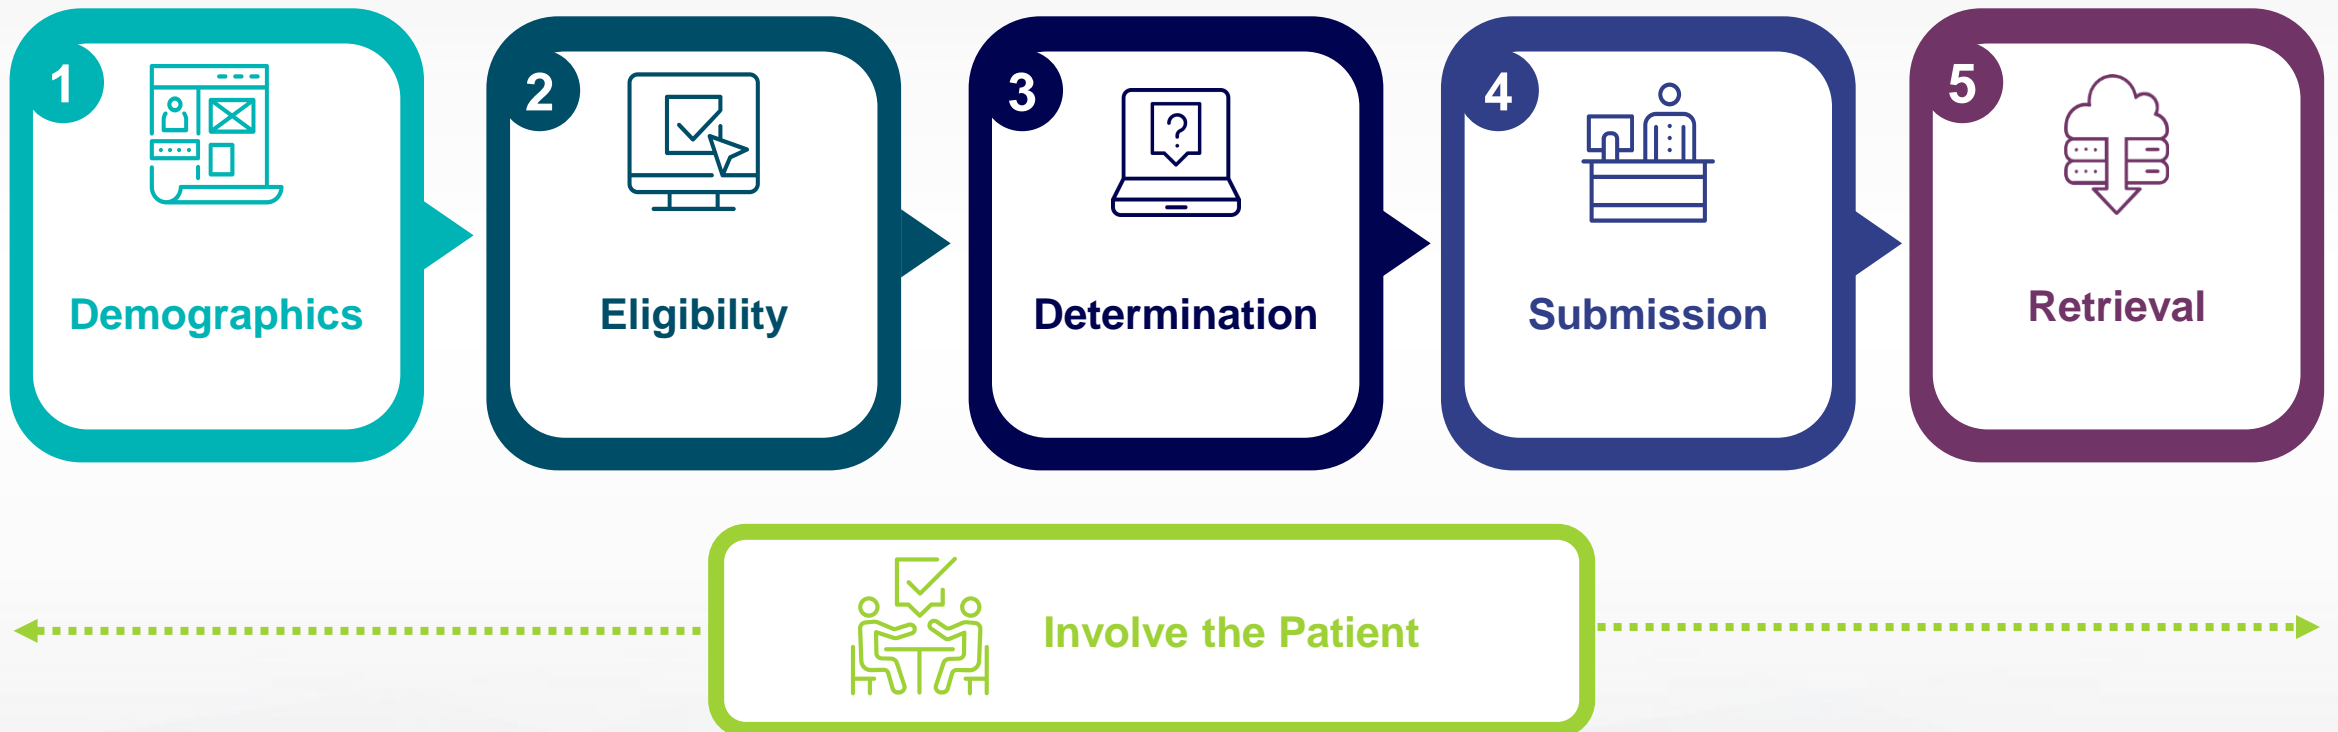 1
Demographics
2
Eligibility
3
Determination
4
Submission
5
Retrieval
Involve the Patient